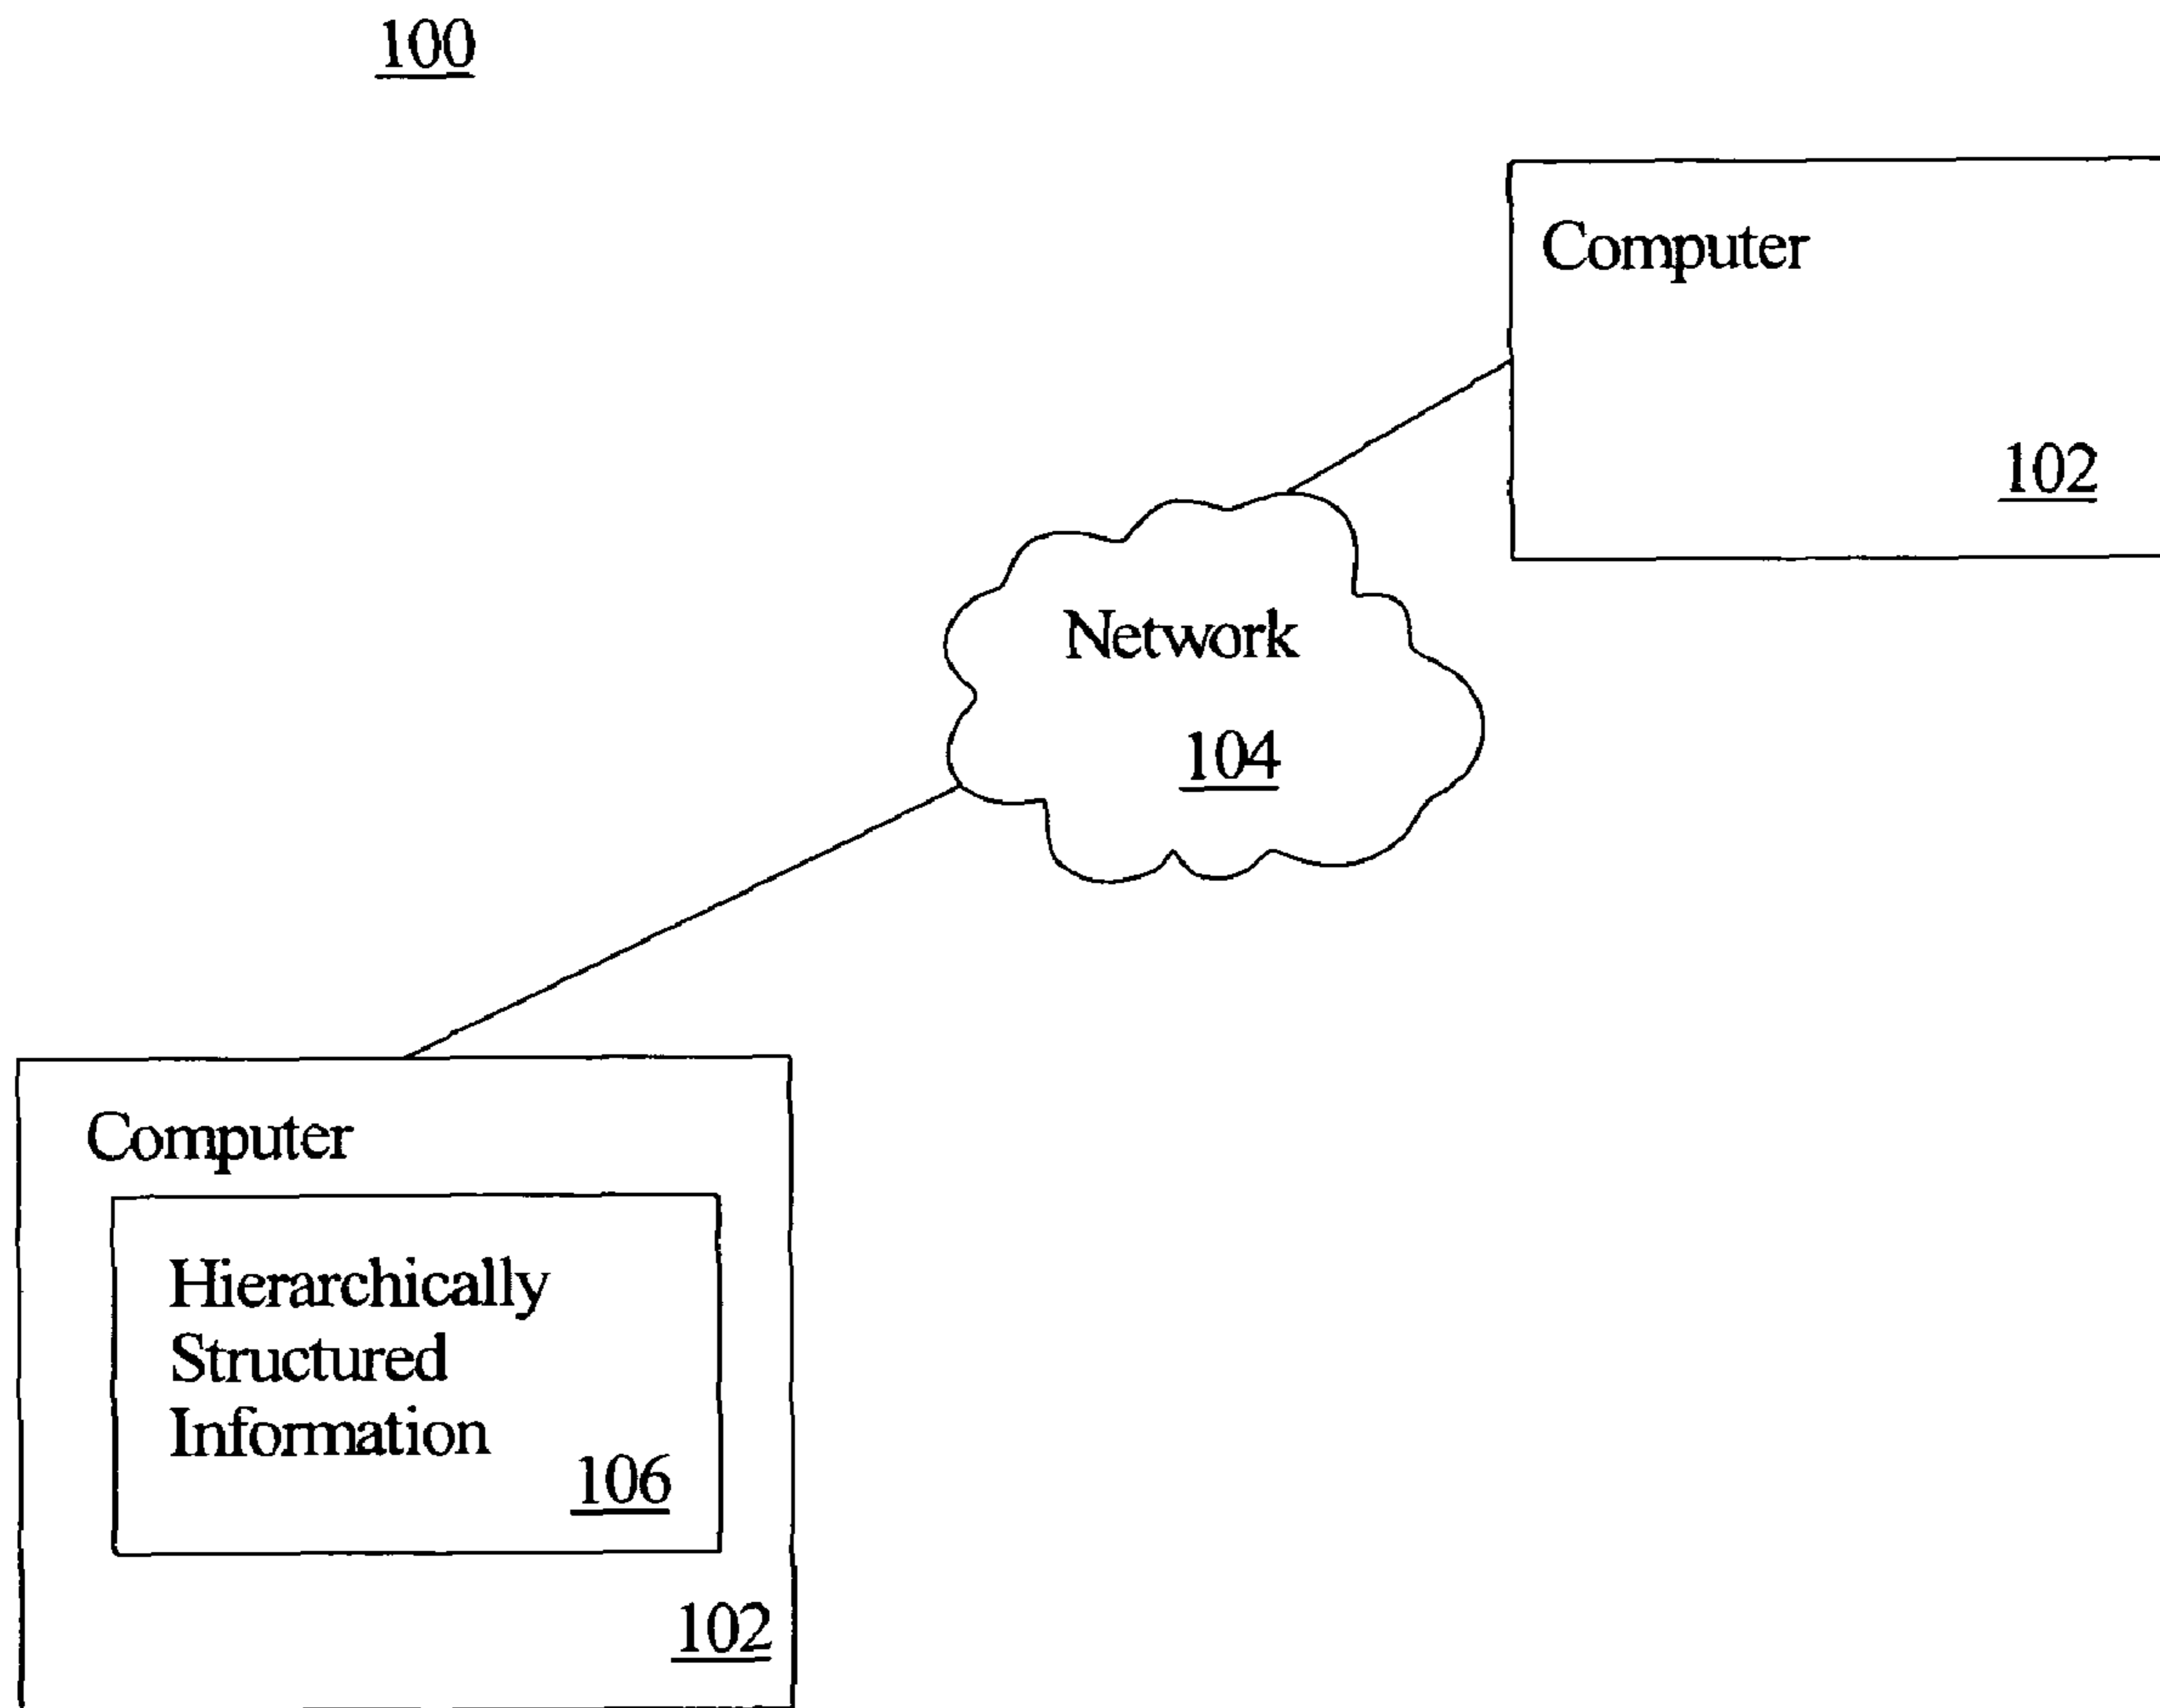 100
Computer
102
Network
104
Computer
Hierarchically
Structured
Information
106
102